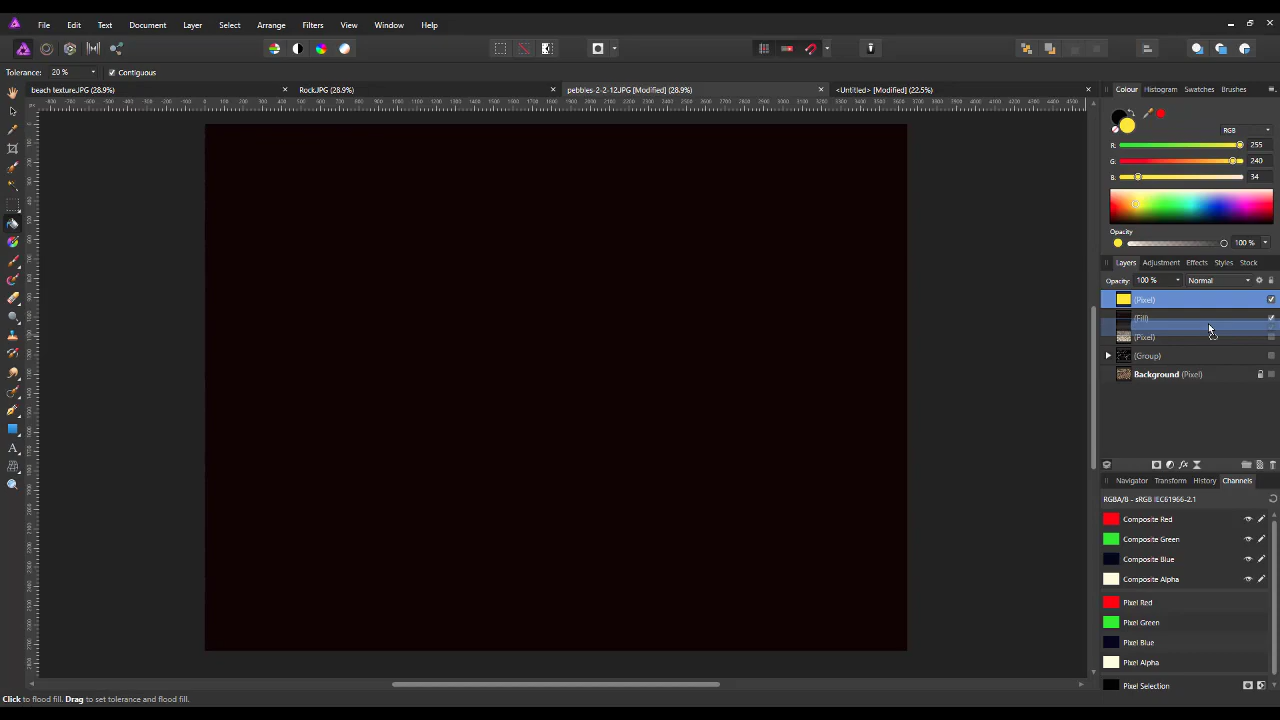 File Edit Text Document Layer Select Arrange Filters View Window Help
Tolerance: 20 % Contiguous
beach texture.JPG (28.9%) Rock.JPG (28.9%) pebbles-2-2-12.JPG [Modified] (28.9%) <Untitled> [Modified] (22.5%)
Colour Histogram Swatches Brushes
RGB
R: 255
G: 240
B: 34
Opacity
100 %
Layers Adjustment Effects Styles Stock
Opacity: 100 % Normal
(Pixel)
(Fill)
(Pixel)
(Group)
Background (Pixel)
Navigator Transform History Channels
RGBA/8 - sRGB IEC61966-2.1
Composite Red
Composite Green
Composite Blue
Composite Alpha
Pixel Red
Pixel Green
Pixel Blue
Pixel Alpha
Pixel Selection
Click to flood fill. Drag to set tolerance and flood fill.